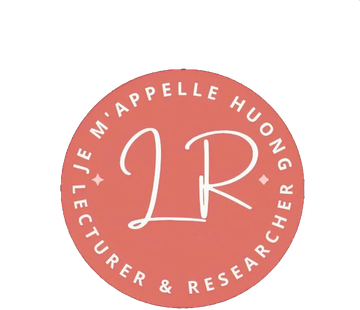 JE M'APPELLE HUONG
LR
LECTURER & RESEARCHER